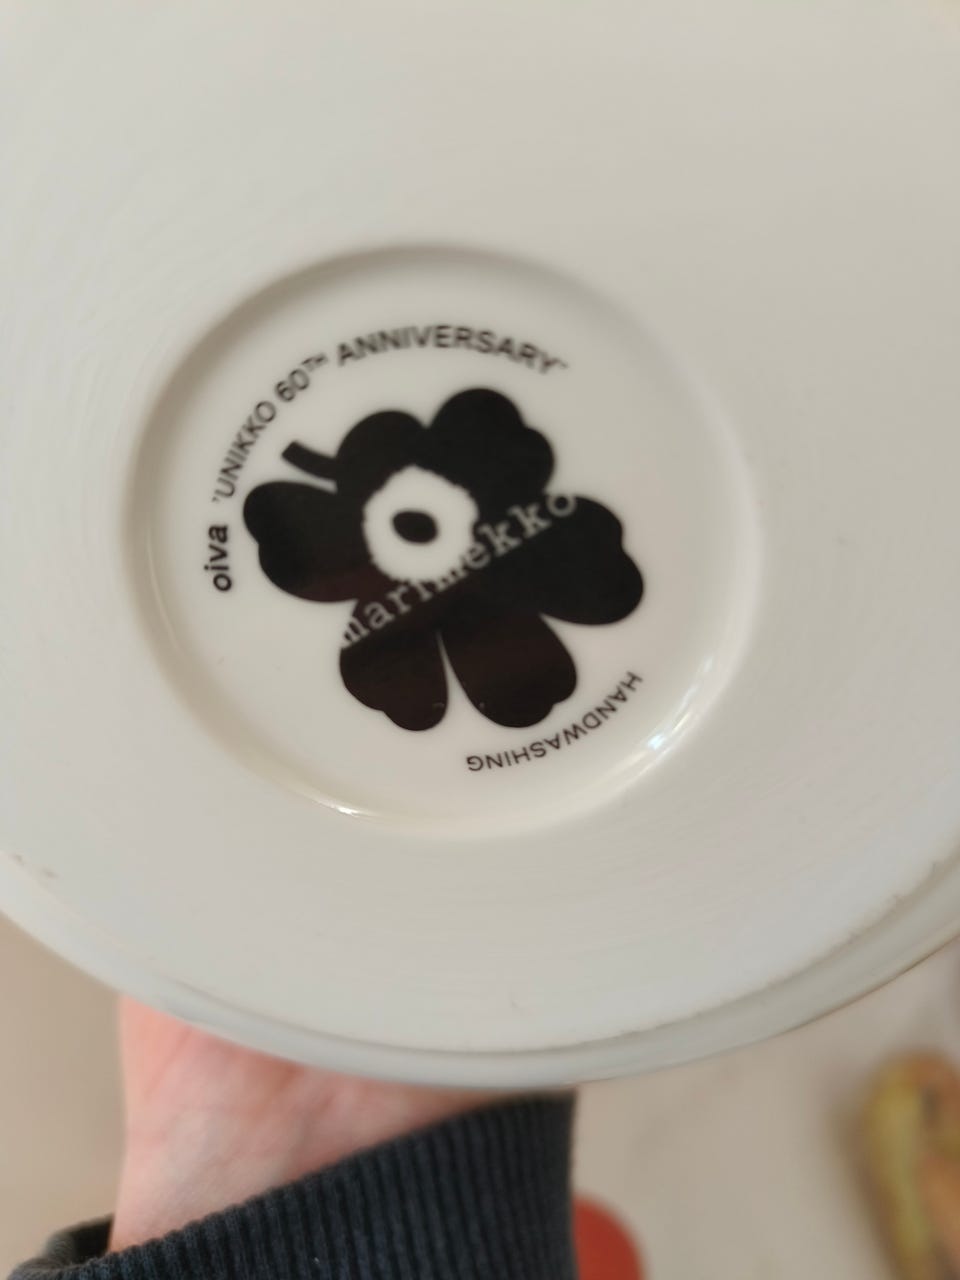 oiva 'UNIKKO 60TH ANNIVERSARY'
marimekko
HANDWASHING